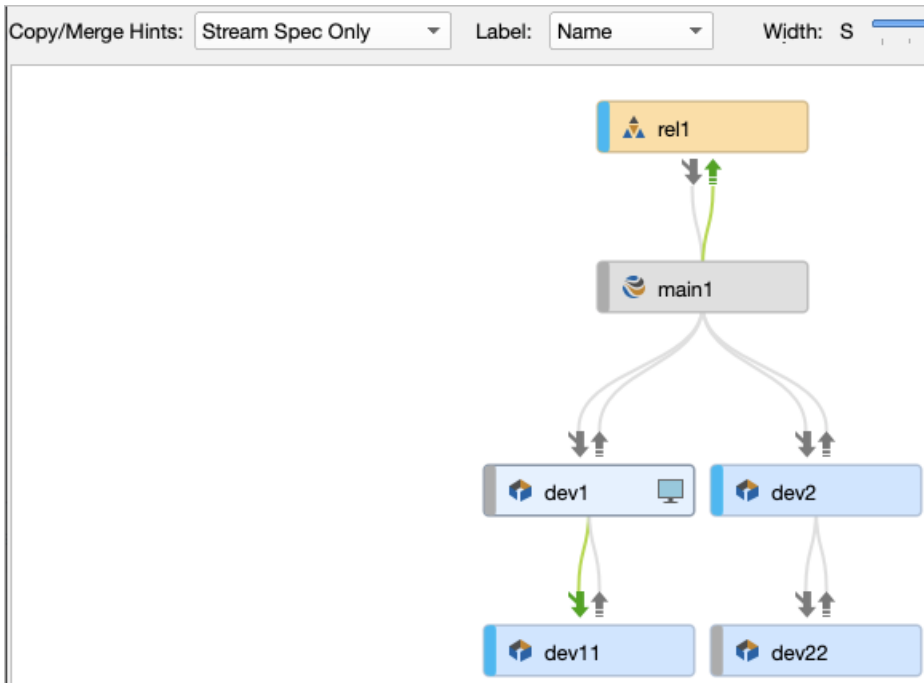 Copy/Merge Hints: Stream Spec Only Label: Name Width: S
rel1
main1
dev1 dev2
dev11 dev22